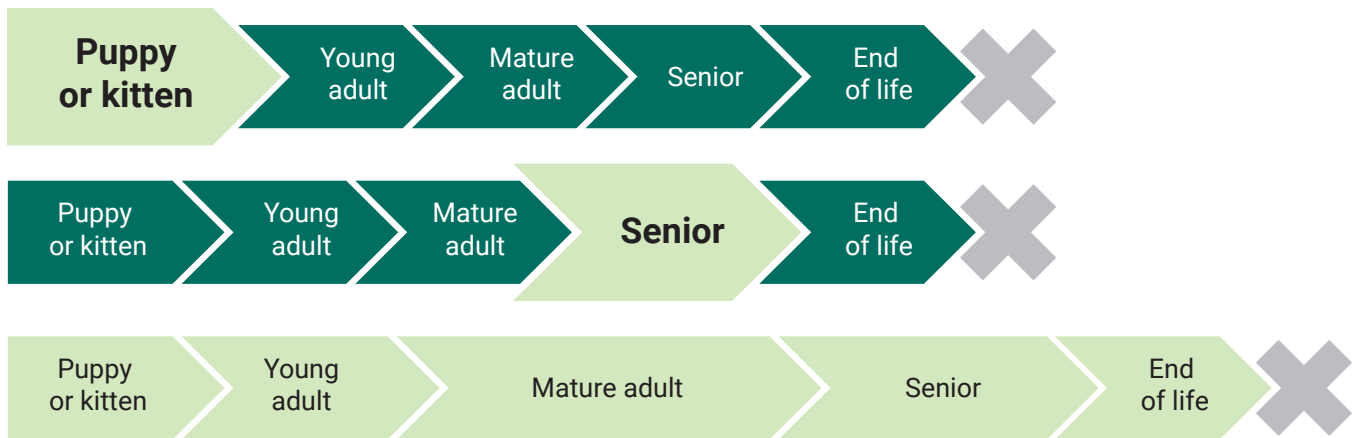 Puppy
or kitten
Young
adult
Mature
adult
Senior
End
of life
Puppy
or kitten
Young
adult
Mature
adult
Senior
End
of life
Puppy
or kitten
Young
adult
Mature adult
Senior
End
of life